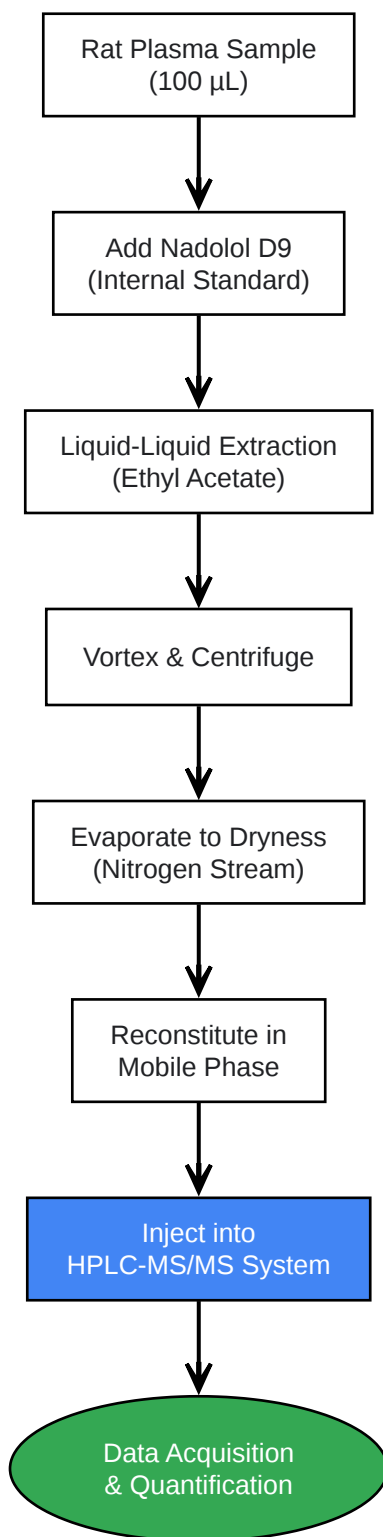 Rat Plasma Sample
(100 µL)
Add Nadolol D9
(Internal Standard)
Liquid-Liquid Extraction
(Ethyl Acetate)
Vortex & Centrifuge
Evaporate to Dryness
(Nitrogen Stream)
Reconstitute in
Mobile Phase
Inject into
HPLC-MS/MS System
Data Acquisition
& Quantification